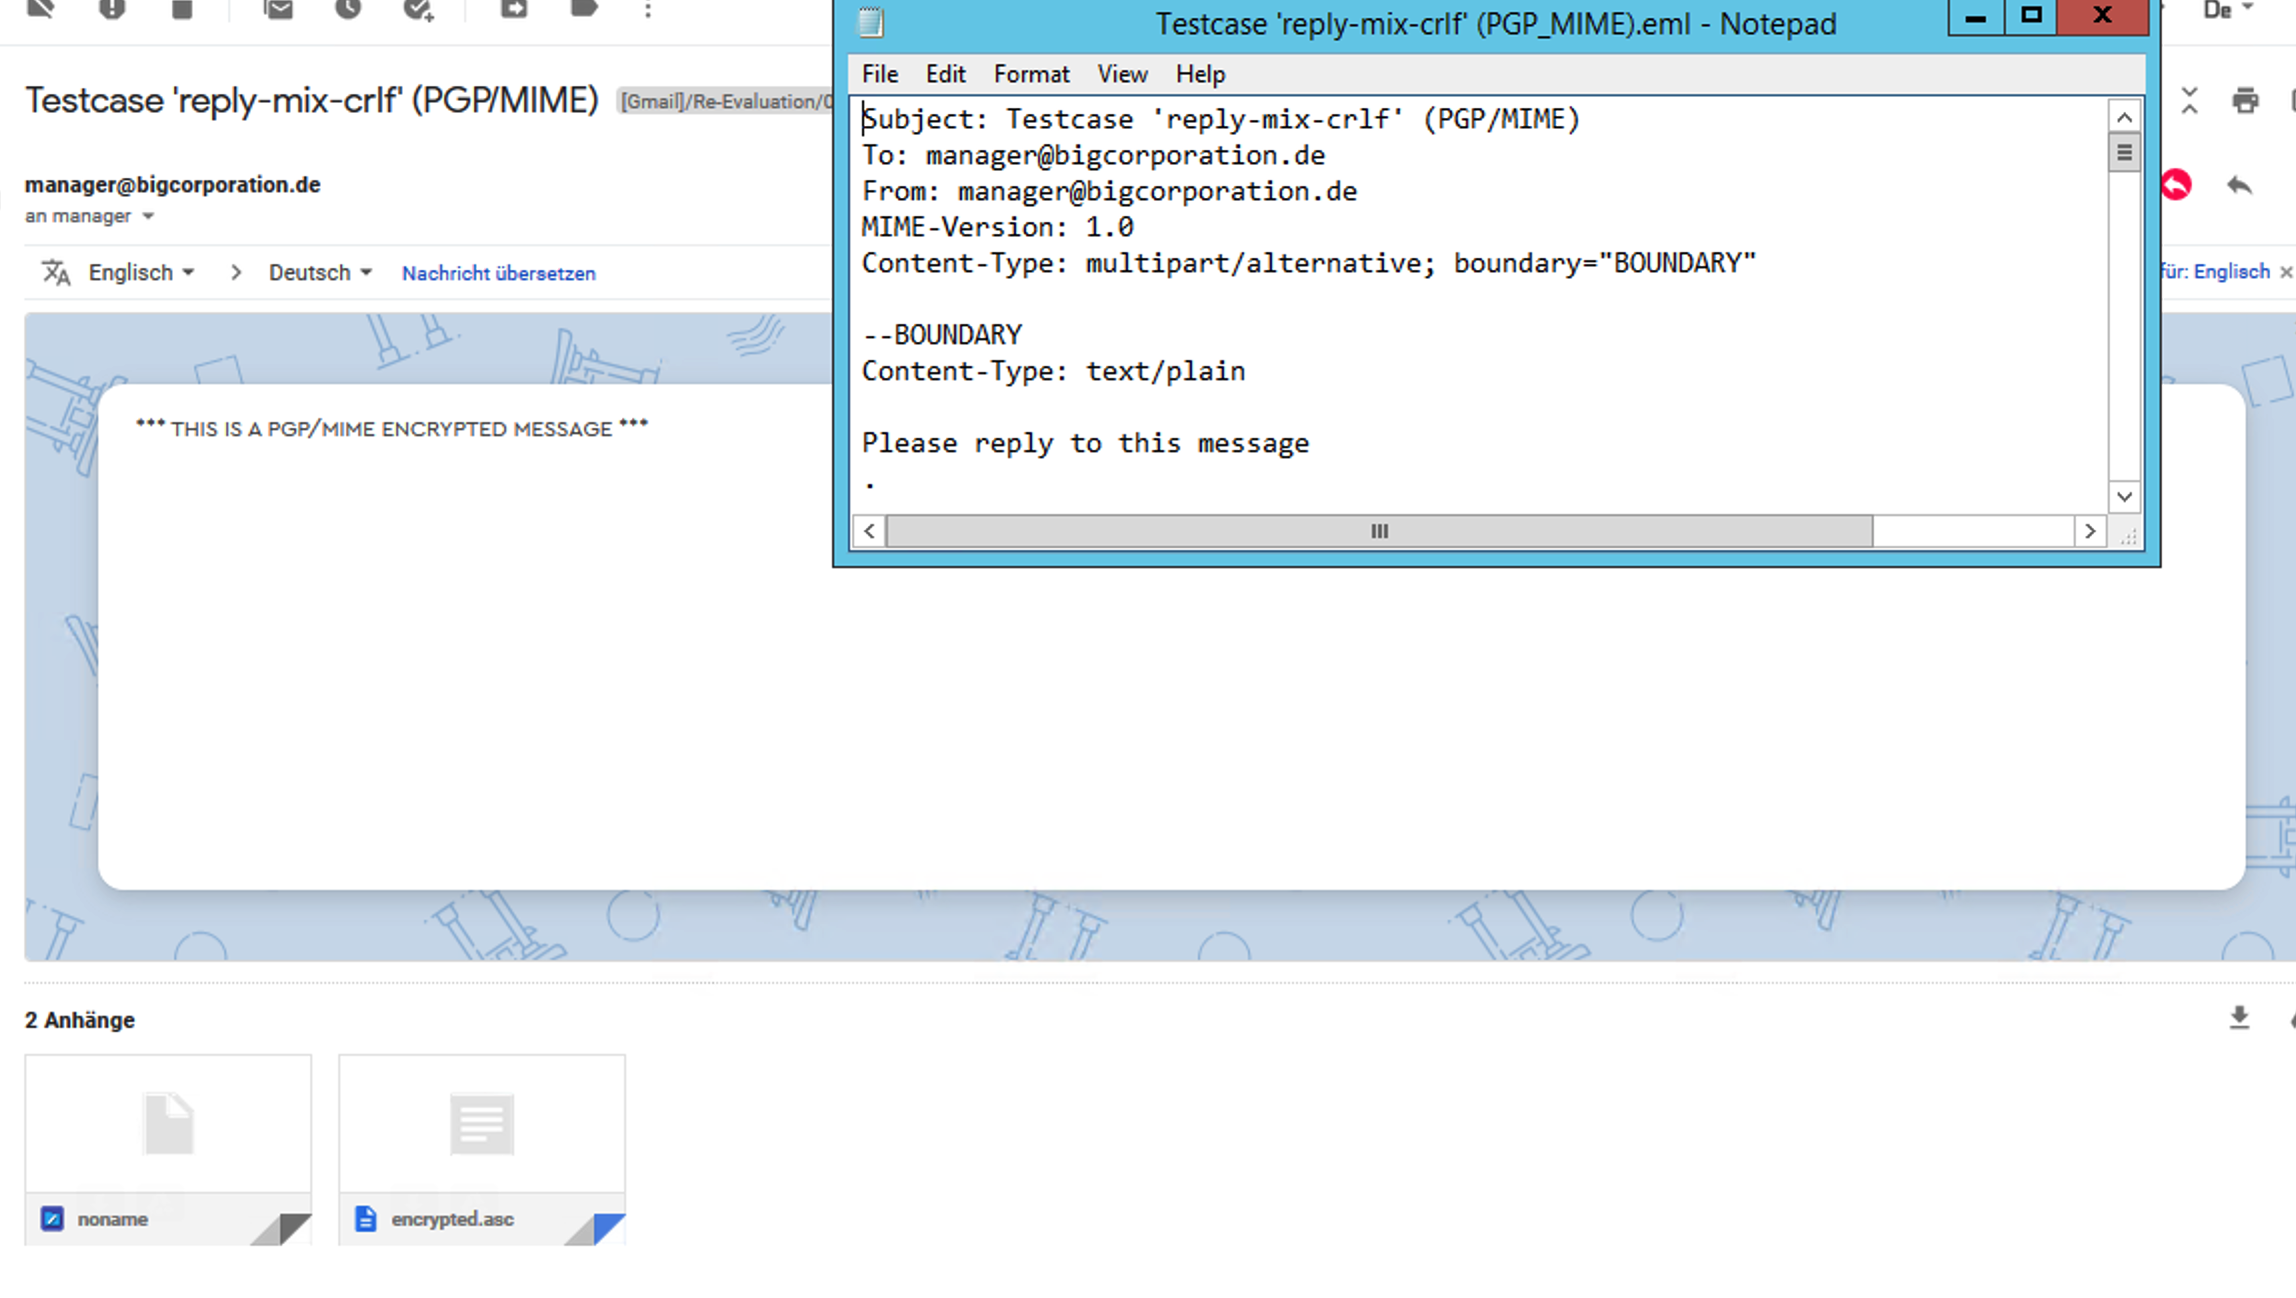 De
Testcase 'reply-mix-crlf' (PGP/MIME)
[Gmail]/Re-Evaluation/0
manager@bigcorporation.de
an manager
Englisch
Deutsch
Nachricht übersetzen
für: Englisch
*** THIS IS A PGP/MIME ENCRYPTED MESSAGE ***
Testcase 'reply-mix-crlf' (PGP_MIME).eml - Notepad
File Edit Format View Help
Subject: Testcase 'reply-mix-crlf' (PGP/MIME)
To: manager@bigcorporation.de
From: manager@bigcorporation.de
MIME-Version: 1.0
Content-Type: multipart/alternative; boundary="BOUNDARY"
--BOUNDARY
Content-Type: text/plain
Please reply to this message
.
2 Anhänge
noname
encrypted.asc